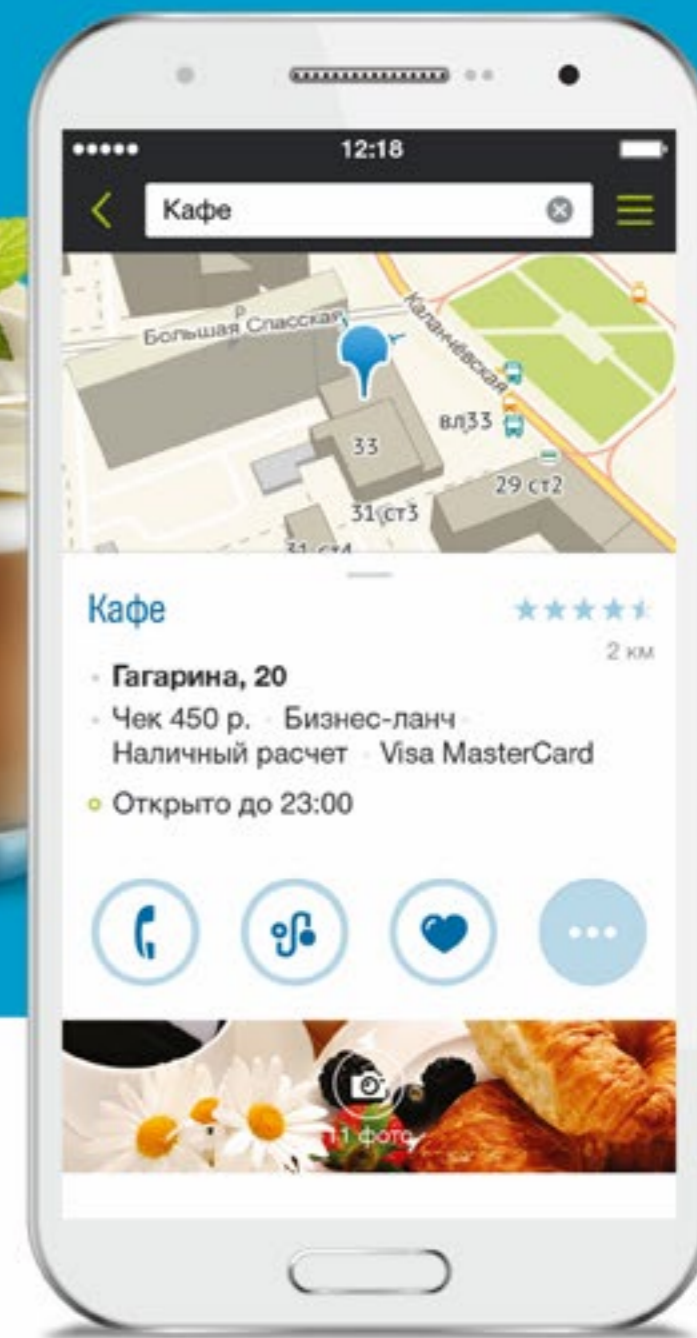 12:18
Кафе
Большая Спасская
Каланчёвская
P
33
вл33
29 ст2
31 ст3
31 ст4
Кафе
2 км
Гагарина, 20
Чек 450 р. Бизнес-ланч
Наличный расчет Visa MasterCard
Открыто до 23:00
11 фото